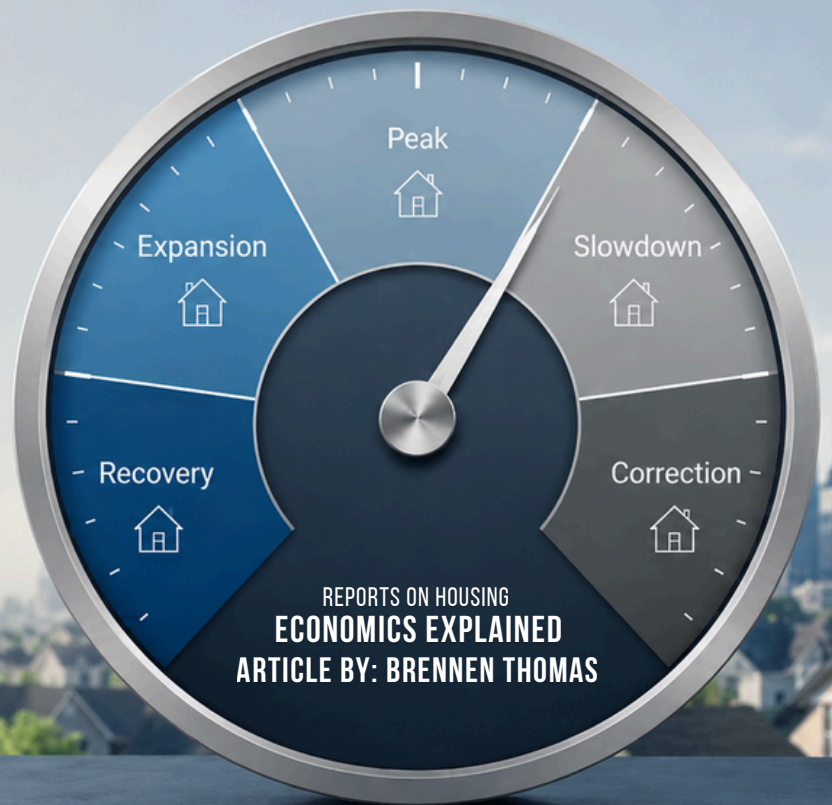 Peak
Expansion
Slowdown
Recovery
Correction
REPORTS ON HOUSING
ECONOMICS EXPLAINED
ARTICLE BY: BRENNEN THOMAS